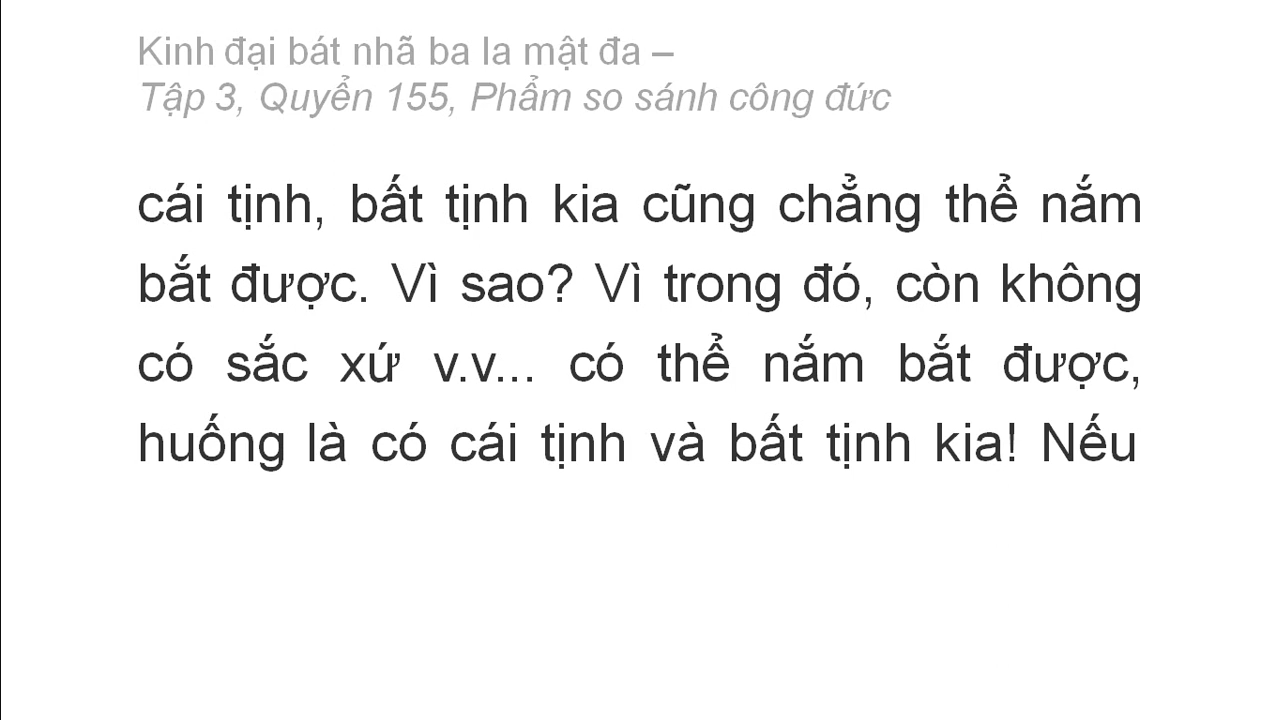 Kinh đại bát nhã ba la mật đa –
Tập 3, Quyển 155, Phẩm so sánh công đức
cái tịnh, bất tịnh kia cũng chẳng thể nắm
bắt được. Vì sao? Vì trong đó, còn không
có sắc xứ v.v... có thể nắm bắt được,
huống là có cái tịnh và bất tịnh kia! Nếu